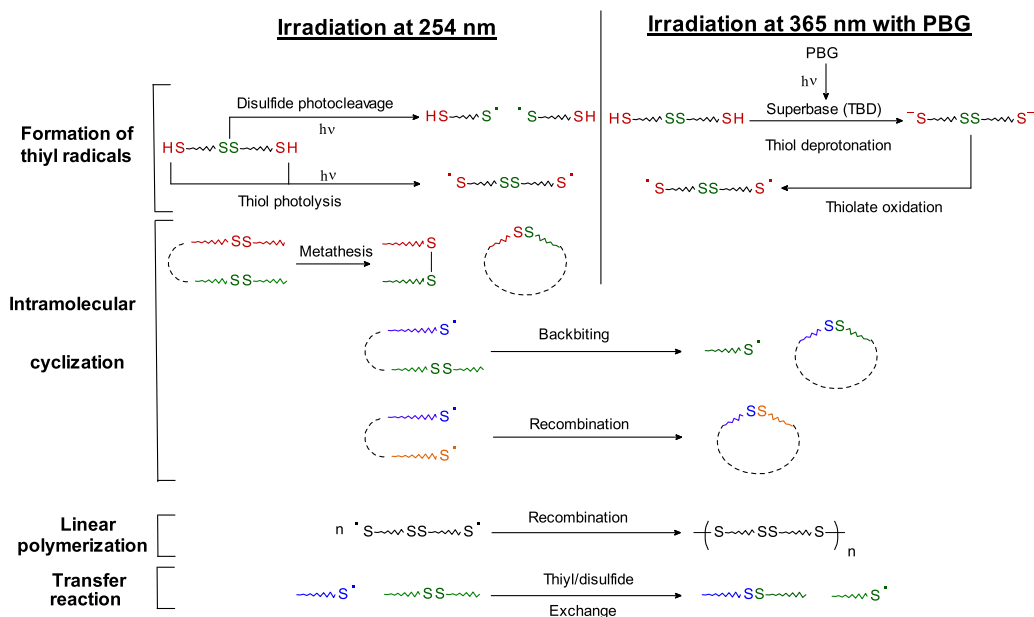 Irradiation at 254 nm
Irradiation at 365 nm with PBG
PBG
hν
Formation of
thiyl radicals
Disulfide photocleavage
hν
HS SS SH
HS S• •S SH
hν
Thiol photolysis
•S SS S•
HS SS SH
Superbase (TBD)
Thiol deprotonation
⁻S SS S⁻
•S SS S•
Thiolate oxidation
Intramolecular
cyclization
SS
SS
Metathesis
S
S
SS
S•
SS
Backbiting
S•
SS
S•
S•
Recombination
SS
Linear
polymerization
n •S SS S•
Recombination
( S SS S ) n
Transfer
reaction
S• SS
Thiyl/disulfide
Exchange
SS S•